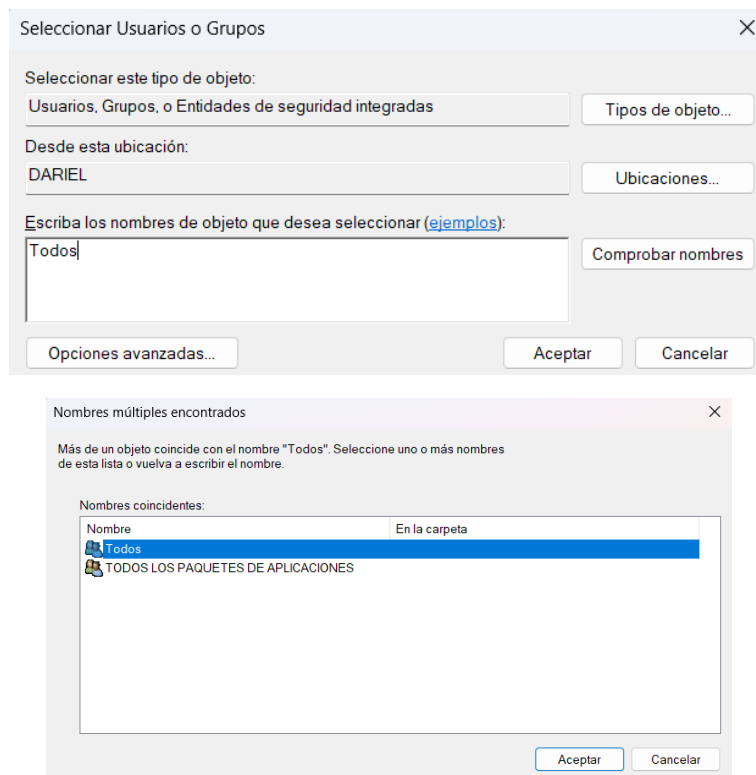 Seleccionar Usuarios o Grupos
Seleccionar este tipo de objeto:
Usuarios, Grupos, o Entidades de seguridad integradas
Tipos de objeto...
Desde esta ubicación:
DARIEL
Ubicaciones...
Escriba los nombres de objeto que desea seleccionar (ejemplos):
Todos
Comprobar nombres
Opciones avanzadas...
Aceptar
Cancelar
Nombres múltiples encontrados
Más de un objeto coincide con el nombre "Todos". Seleccione uno o más nombres
de esta lista o vuelva a escribir el nombre.
Nombres coincidentes:
Nombre
En la carpeta
Todos
TODOS LOS PAQUETES DE APLICACIONES
Aceptar
Cancelar